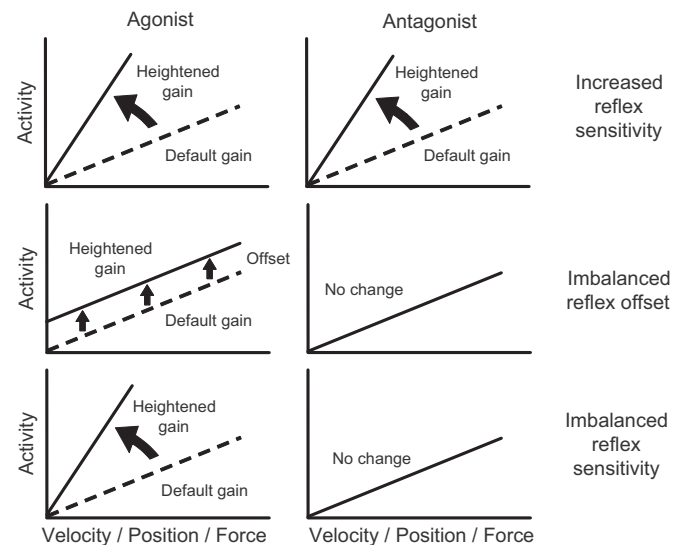 Agonist
Antagonist
Activity
Heightened
gain
Default gain
Heightened
gain
Default gain
Increased
reflex
sensitivity
Activity
Heightened
gain
Offset
Default gain
No change
Imbalanced
reflex offset
Activity
Heightened
gain
Default gain
No change
Imbalanced
reflex
sensitivity
Velocity / Position / Force
Velocity / Position / Force